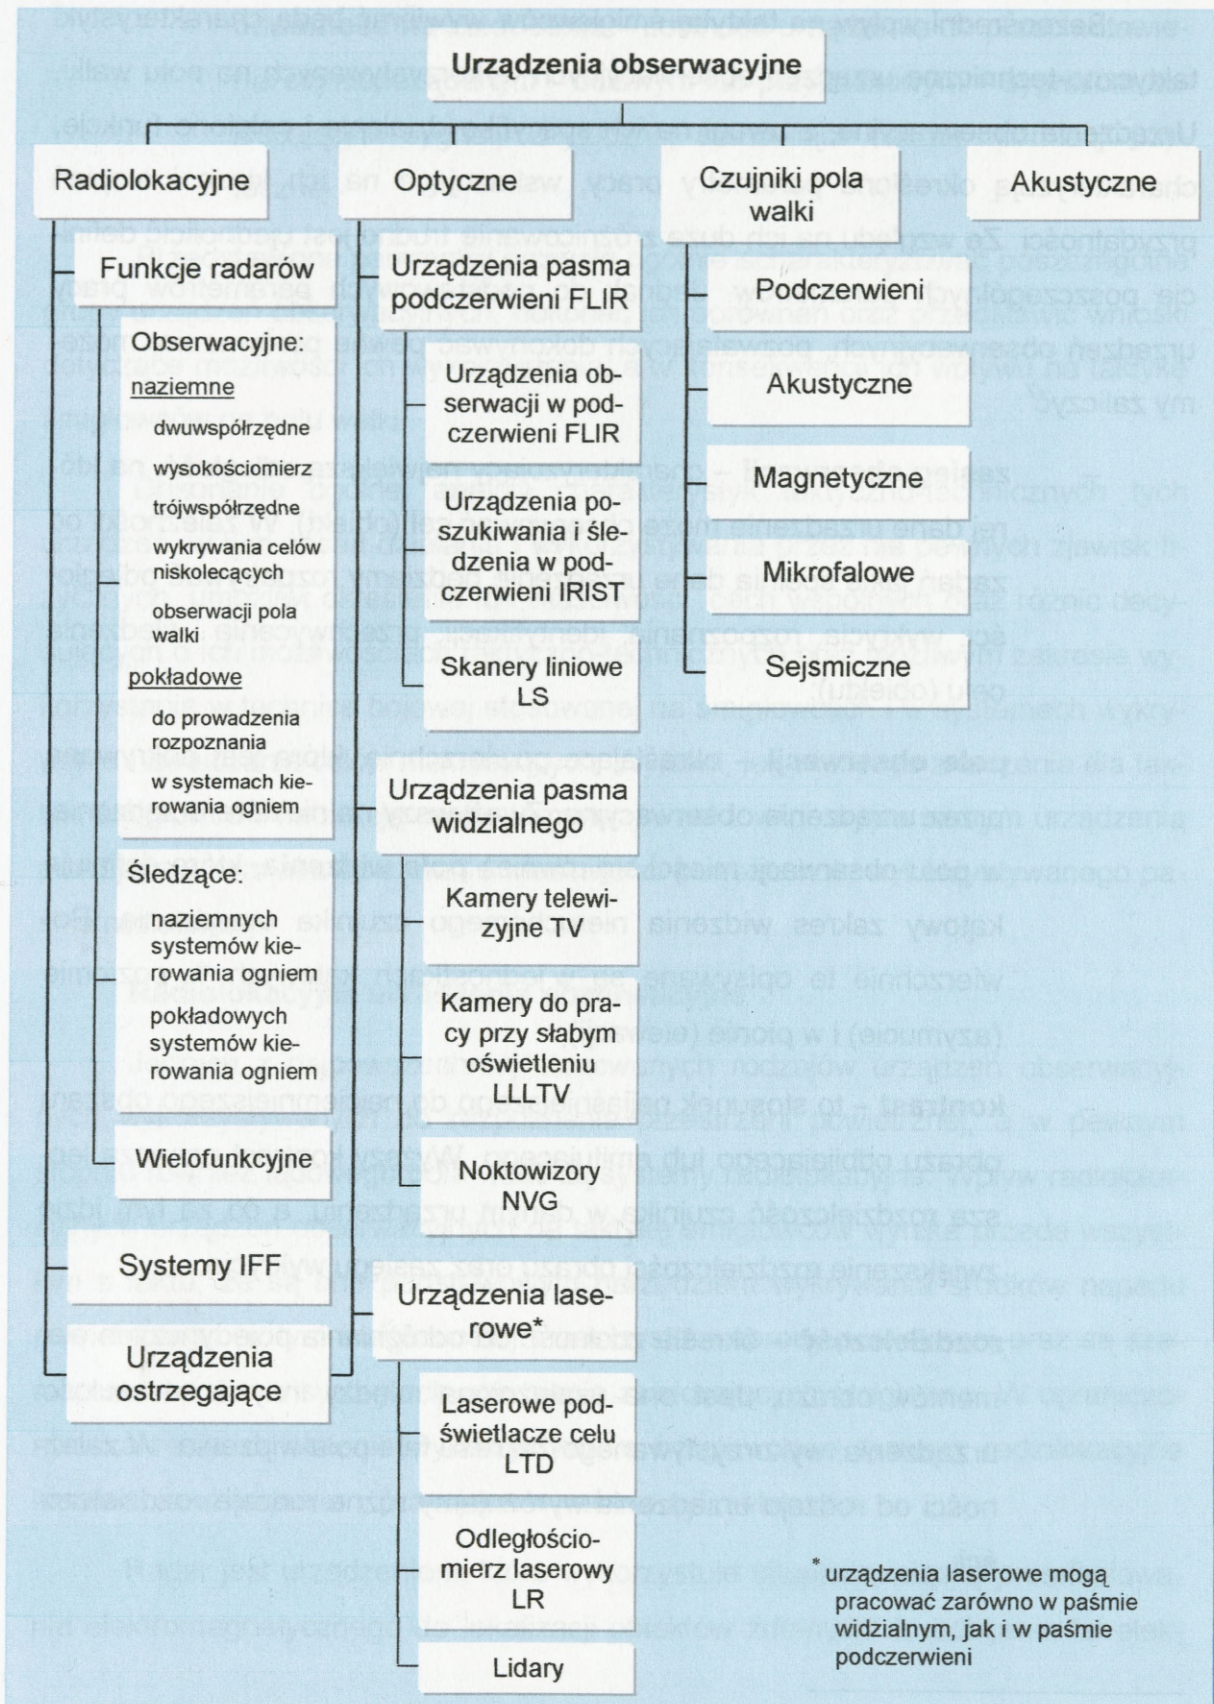 Urządzenia obserwacyjne
Radiolokacyjne
Funkcje radarów
Obserwacyjne:
naziemne
dwuwspółrzędne
wysokościomierz
trójwspółrzędne
wykrywania celów
niskolecących
obserwacji pola
walki
pokładowe
do prowadzenia
rozpoznania
w systemach kie-
rowania ogniem
Śledzące:
naziemnych
systemów kie-
rowania ogniem
pokładowych
systemów kie-
rowania ogniem
Wielofunkcyjne
Systemy IFF
Urządzenia
ostrzegające
Optyczne
Urządzenia pasma
podczerwieni FLIR
Urządzenia ob-
serwacji w pod-
czerwieni FLIR
Urządzenia po-
szukiwania i śle-
dzenia w pod-
czerwieni IRIST
Skanery liniowe
LS
Urządzenia pasma
widzialnego
Kamery telewi-
zyjne TV
Kamery do pra-
cy przy słabym
oświetleniu
LLLTV
Noktowizory
NVG
Urządzenia lase-
rowe*
Laserowe pod-
świetlacze celu
LTD
Odległościo-
mierz laserowy
LR
Lidary
Czujniki pola
walki
Podczerwieni
Akustyczne
Magnetyczne
Mikrofalowe
Sejsmiczne
Akustyczne
* urządzenia laserowe mogą
pracować zarówno w paśmie
widzialnym, jak i w paśmie
podczerwieni